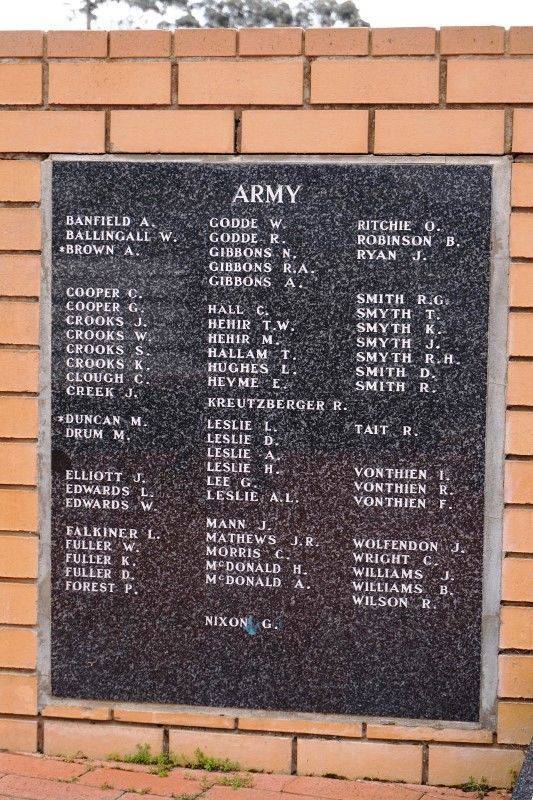 ARMY
BANFIELD A.
BALLINGALL W.
*BROWN A.
COOPER C.
COOPER G.
CROOKS J.
CROOKS W.
CROOKS S.
CROOKS K.
CLOUGH C.
CREEK J.
*DUNCAN M.
DRUM M.
ELLIOTT J.
EDWARDS L.
EDWARDS W.
FALKINER L.
FULLER W.
FULLER K.
FULLER D.
FOREST P.
GODDE W.
GODDE R.
GIBBONS N.
GIBBONS R.A.
GIBBONS A.
HALL C.
HEHIR T.W.
HEHIR M.
HALLAM T.
HUGHES L.
HEYME E.
KREUTZBERGER R.
LESLIE L.
LESLIE D.
LESLIE A.
LESLIE H.
LEE G.
LESLIE A.L.
MANN J.
MATHEWS J.R.
MORRIS C.
McDONALD H.
McDONALD A.
NIXON G.
RITCHIE O.
ROBINSON B.
RYAN J.
SMITH R.G.
SMYTH T.
SMYTH K.
SMYTH J.
SMYTH R.H.
SMITH D.
SMITH R.
TAIT R.
VONTHIEN I.
VONTHIEN R.
VONTHIEN F.
WOLFENDON J.
WRIGHT C.
WILLIAMS J.
WILLIAMS B.
WILSON R.